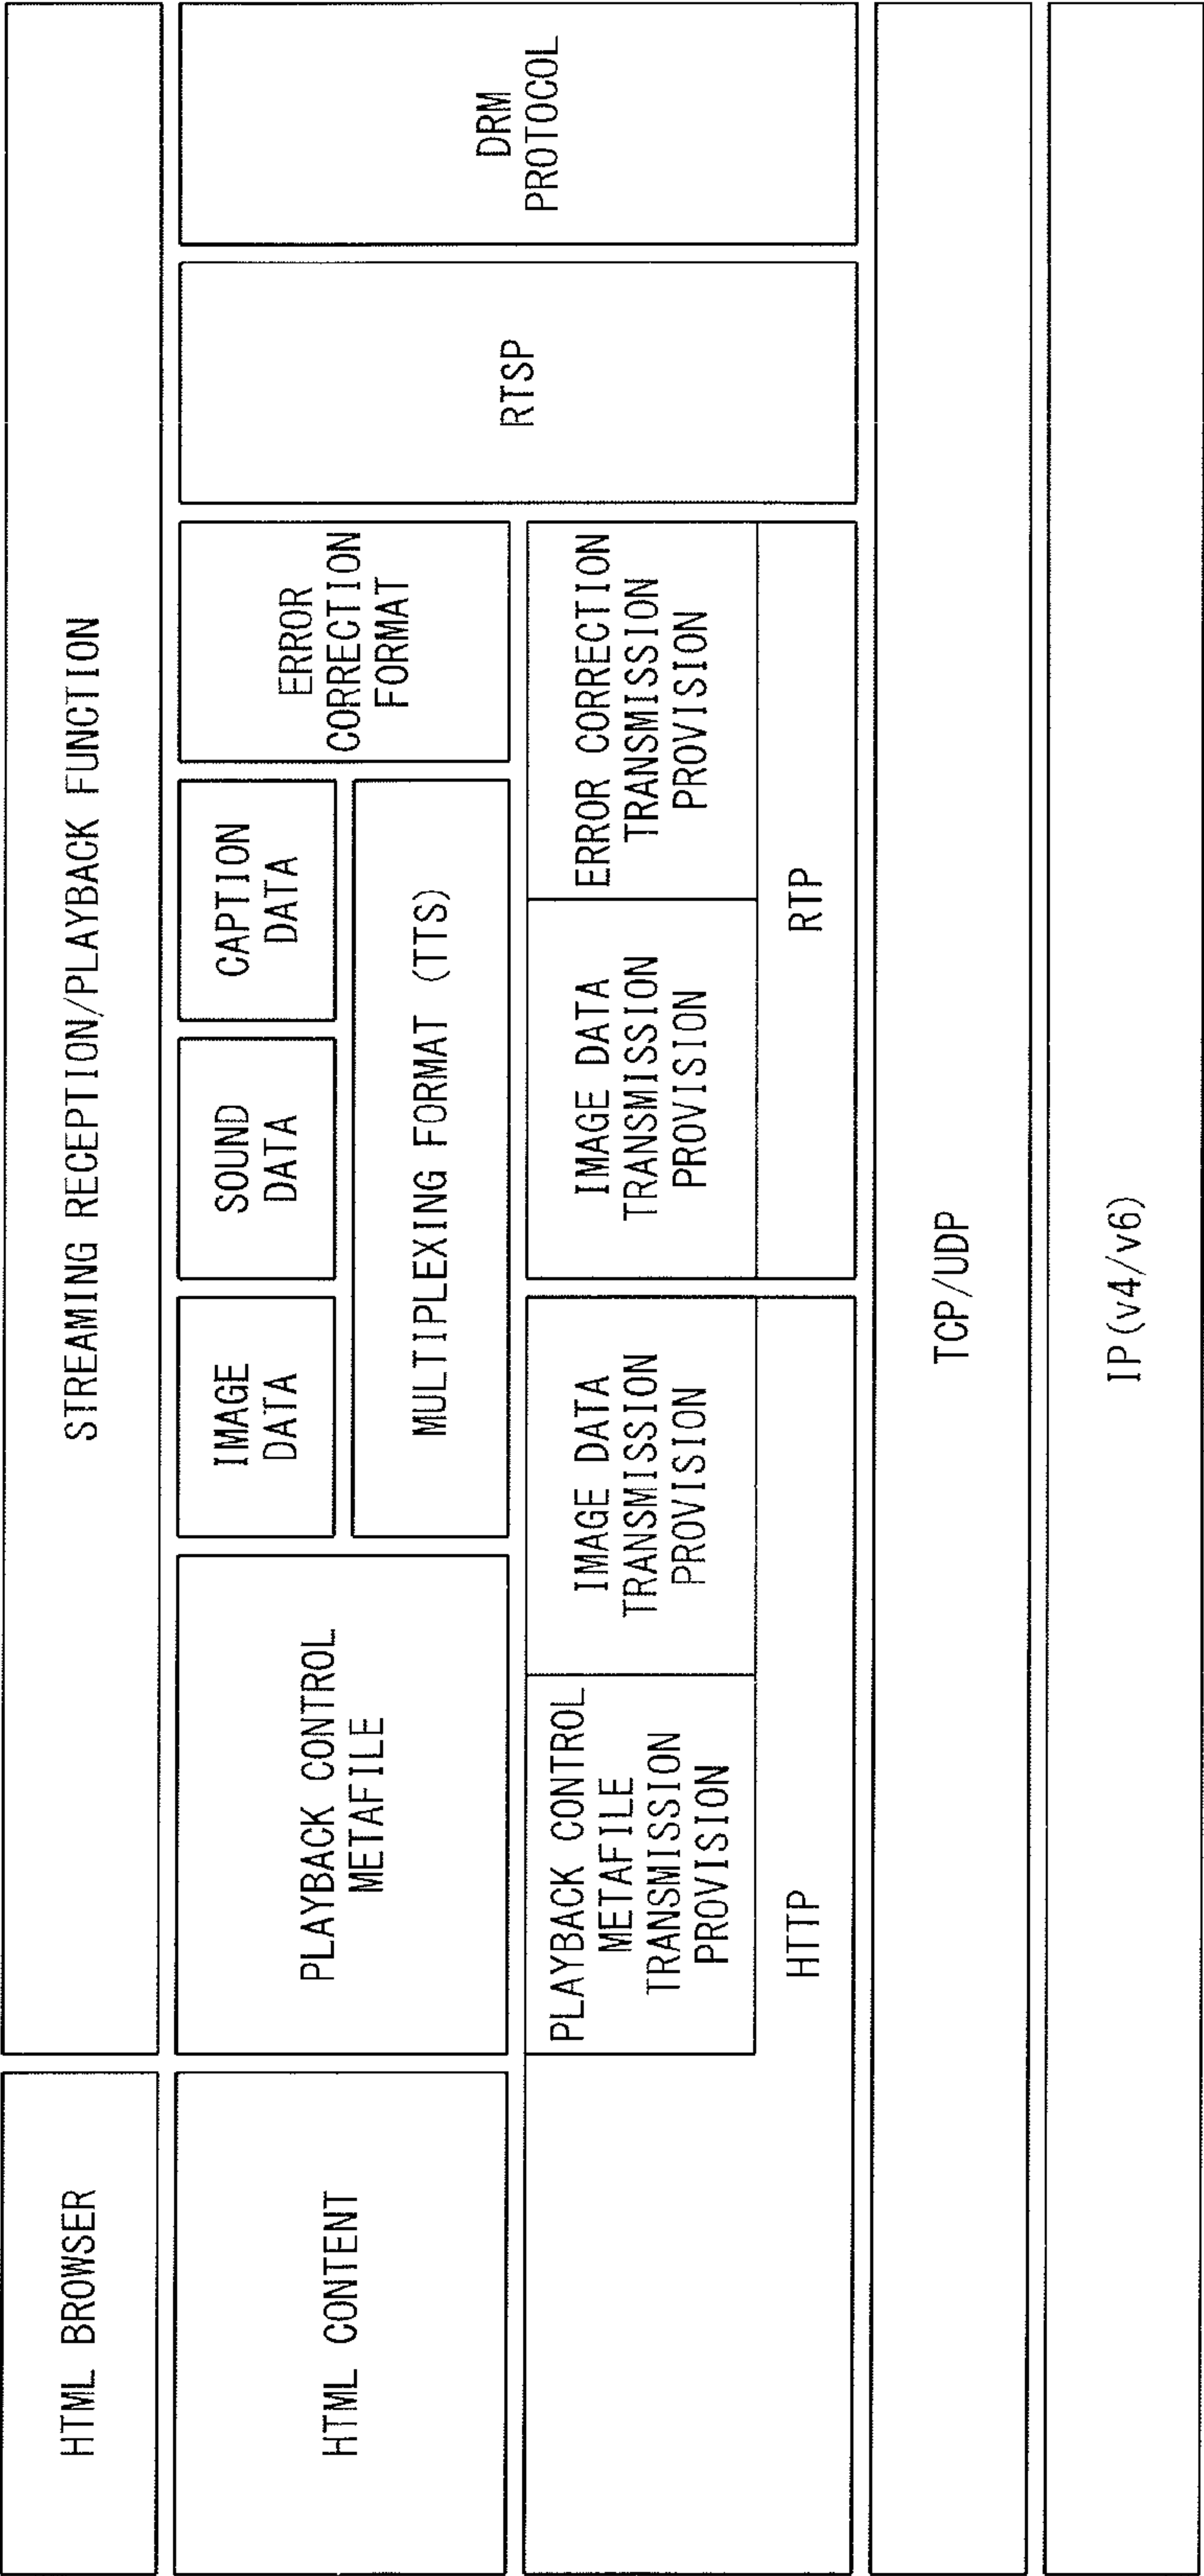 HTML BROWSER
STREAMING RECEPTION/PLAYBACK FUNCTION
HTML CONTENT
PLAYBACK CONTROL
METAFILE
IMAGE
DATA
SOUND
DATA
CAPTION
DATA
MULTIPLEXING FORMAT (TTS)
ERROR
CORRECTION
FORMAT
RTSP
DRM
PROTOCOL
PLAYBACK CONTROL
METAFILE
TRANSMISSION
PROVISION
IMAGE DATA
TRANSMISSION
PROVISION
HTTP
IMAGE DATA
TRANSMISSION
PROVISION
ERROR CORRECTION
TRANSMISSION
PROVISION
RTP
TCP/UDP
IP(v4/v6)